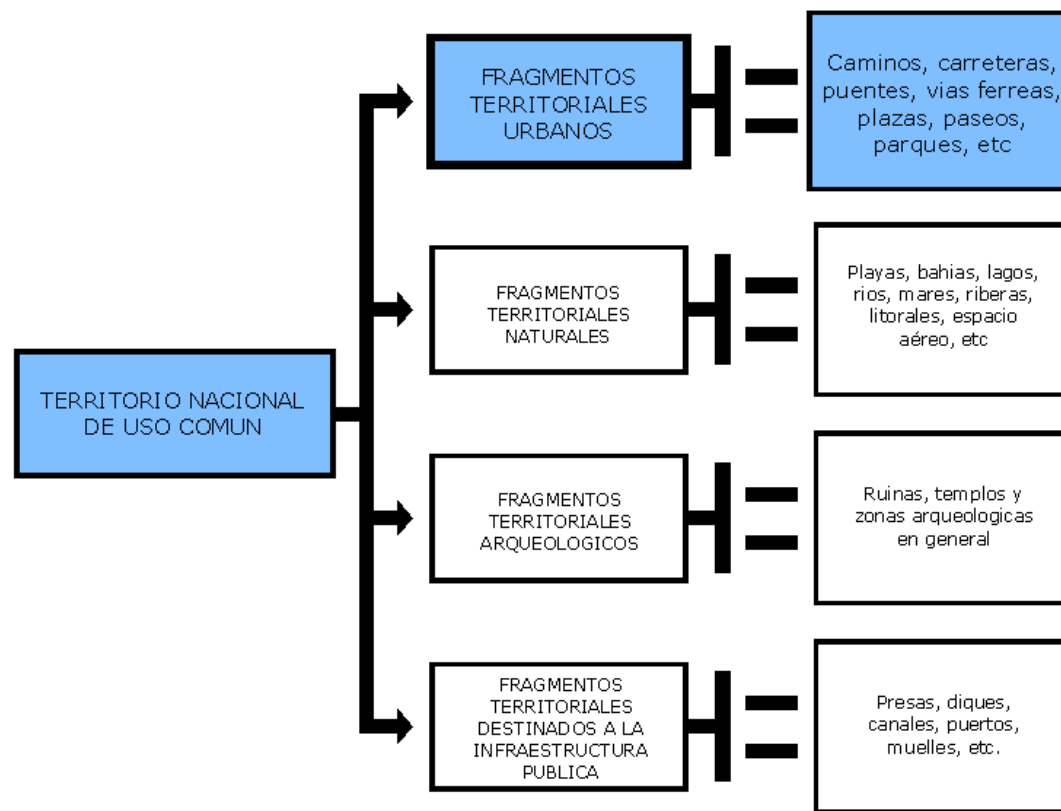 FRAGMENTOS
TERRITORIALES
URBANOS
Caminos, carreteras,
puentes, vias ferreas,
plazas, paseos,
parques, etc
FRAGMENTOS
TERRITORIALES
NATURALES
Playas, bahias, lagos,
rios, mares, riberas,
litorales, espacio
aéreo, etc
TERRITORIO NACIONAL
DE USO COMUN
FRAGMENTOS
TERRITORIALES
ARQUEOLOGICOS
Ruinas, templos y
zonas arqueologicas
en general
FRAGMENTOS
TERRITORIALES
DESTINADOS A LA
INFRAESTRUCTURA
PUBLICA
Presas, diques,
canales, puertos,
muelles, etc.